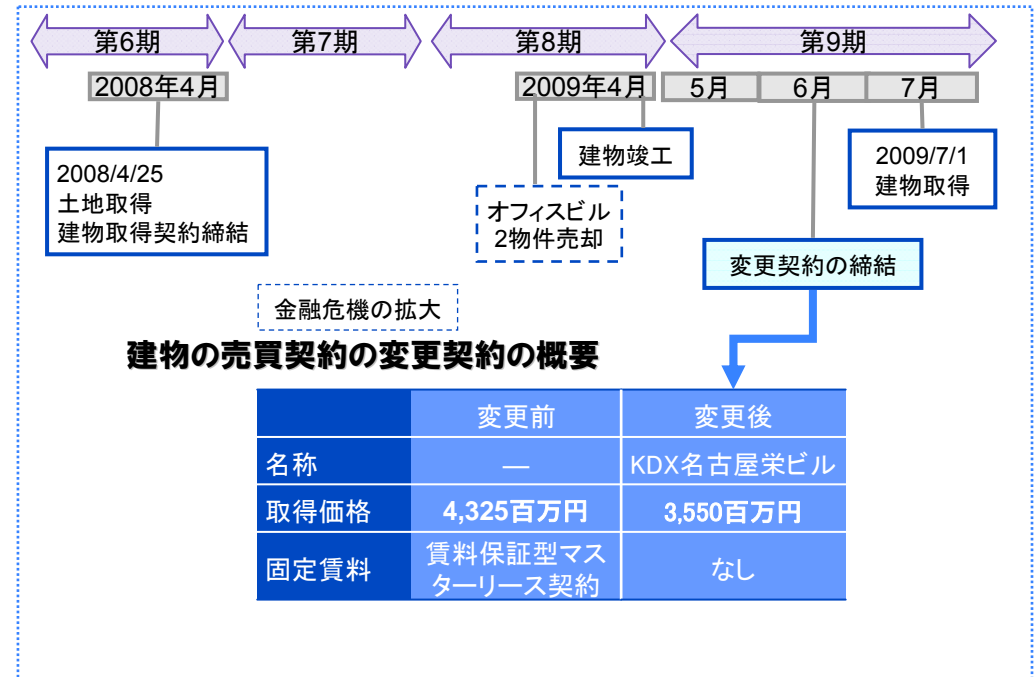 第6期
第7期
第8期
第9期
2008年4月
2009年4月
5月
6月
7月
2008/4/25
土地取得
建物取得契約締結
建物竣工
2009/7/1
建物取得
オフィスビル
2物件売却
変更契約の締結
金融危機の拡大
建物の売買契約の変更契約の概要
変更前
変更後
名称
―
KDX名古屋栄ビル
取得価格
4,325百万円
3,550百万円
固定賃料
賃料保証型マス
ターリース契約
なし